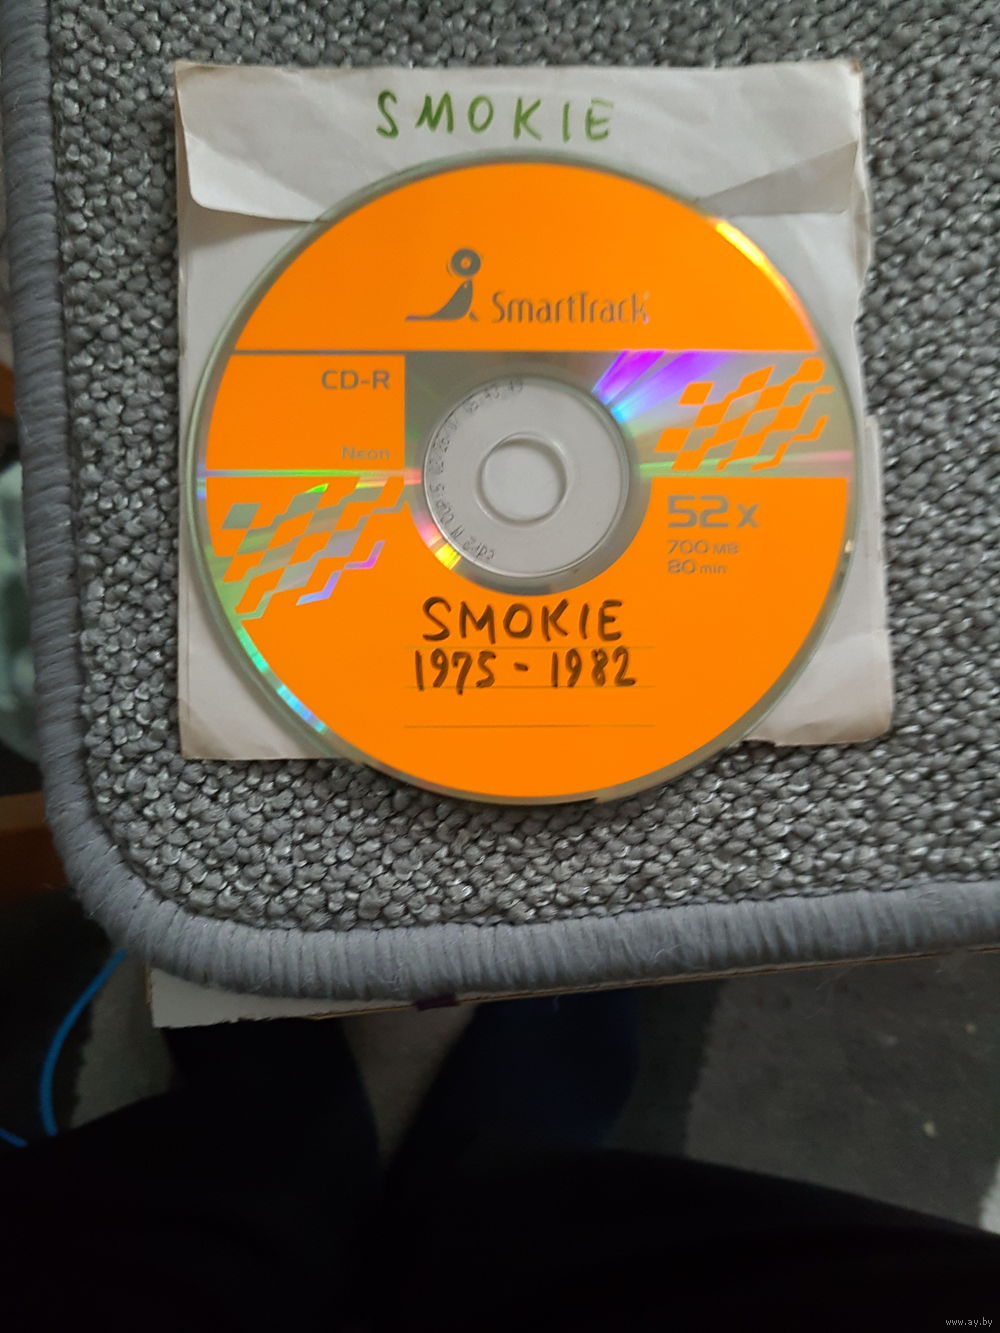 SMOKIE
SmartTrack
CD-R
Neon
52x
700 MB
80 min
SMOKIE
1975 - 1982
www.ay.by